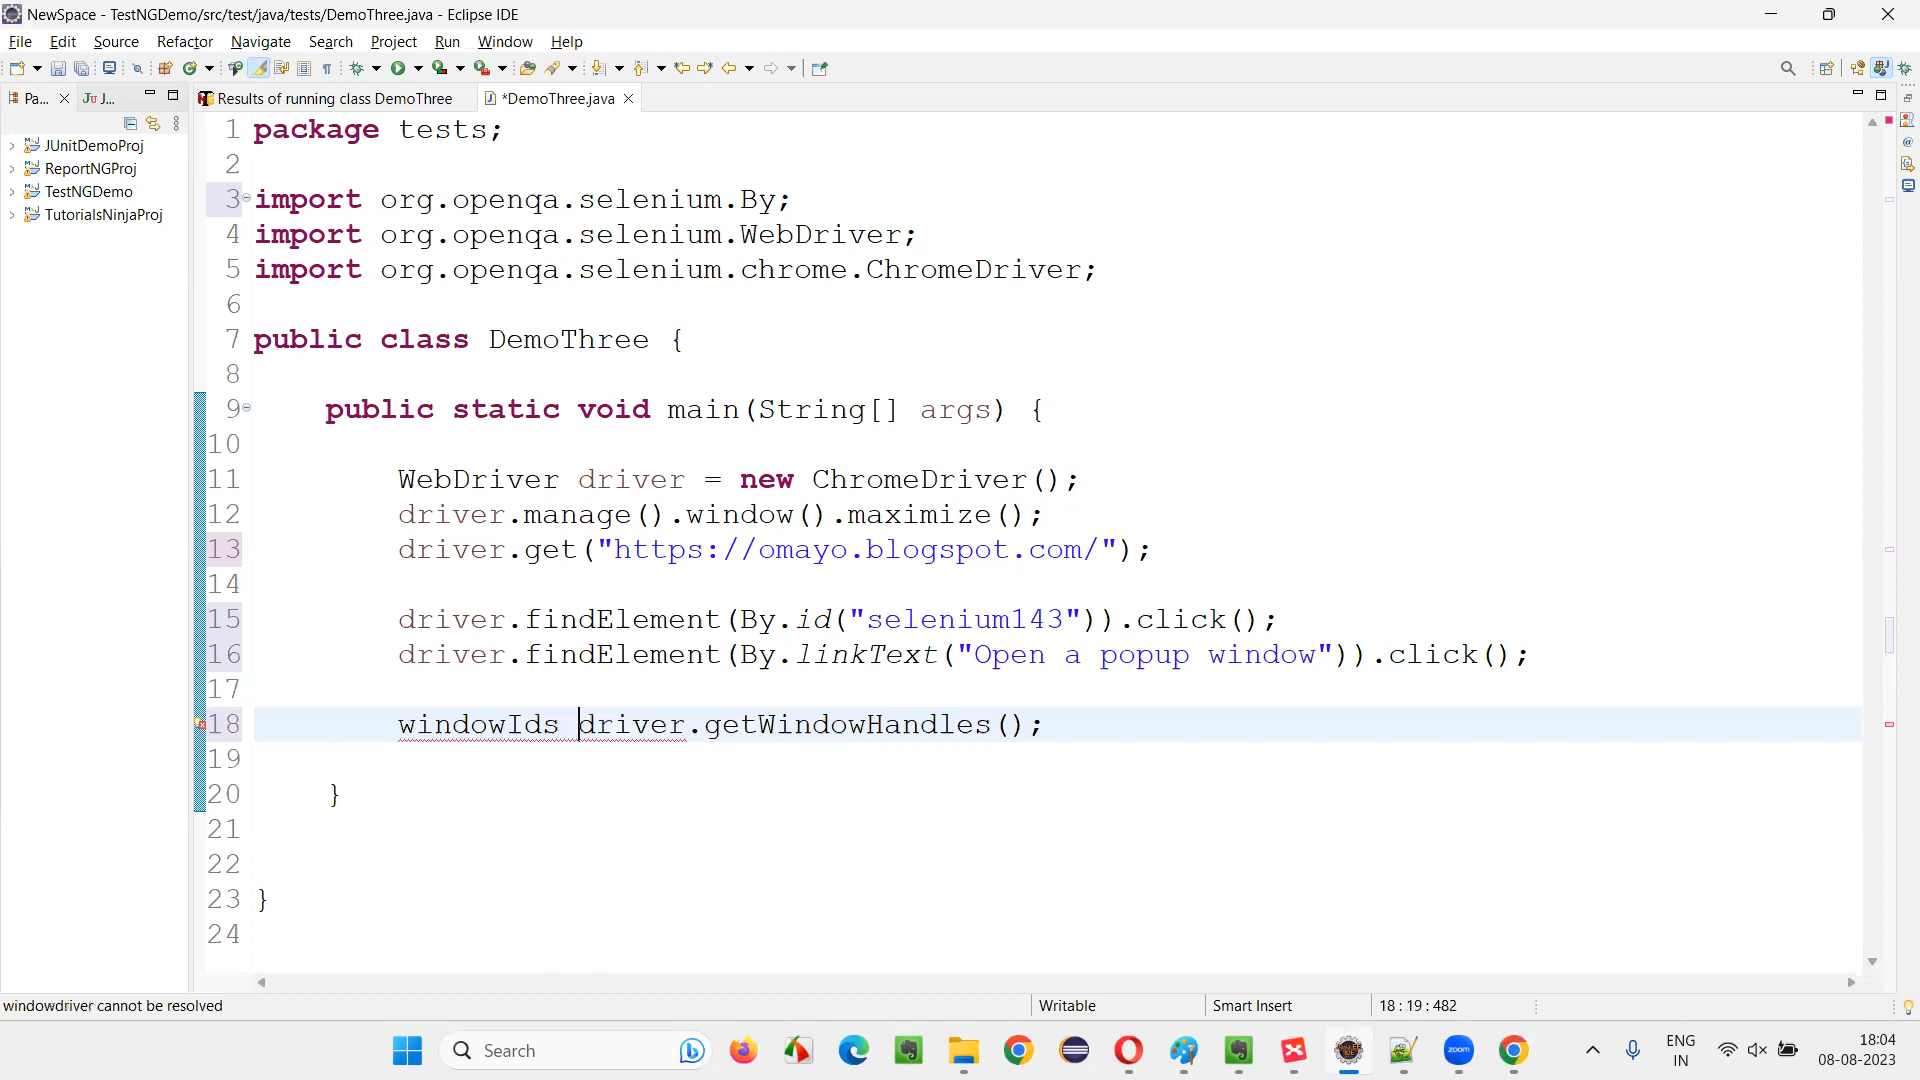 NewSpace - TestNGDemo/src/test/java/tests/DemoThree.java - Eclipse IDE
File Edit Source Refactor Navigate Search Run Project Window Help
Pa... J... Results of running class DemoThree *DemoThree.java
JUnitDemoProj
ReportNGProj
TestNGDemo
TutorialsNinjaProj
1 package tests;
2
3 import org.openqa.selenium.By;
4 import org.openqa.selenium.WebDriver;
5 import org.openqa.selenium.chrome.ChromeDriver;
6
7 public class DemoThree {
8
9 public static void main(String[] args) {
10
11 WebDriver driver = new ChromeDriver();
12 driver.manage().window().maximize();
13 driver.get("https://omayo.blogspot.com/");
14
15 driver.findElement(By.id("selenium143")).click();
16 driver.findElement(By.linkText("Open a popup window")).click();
17
18 windowIds driver.getWindowHandles();
19
20 }
21
22
23 }
24
windowdriver cannot be resolved Writable Smart Insert 18 : 19 : 482
Search zoom ENG 18:04
IN 08-08-2023